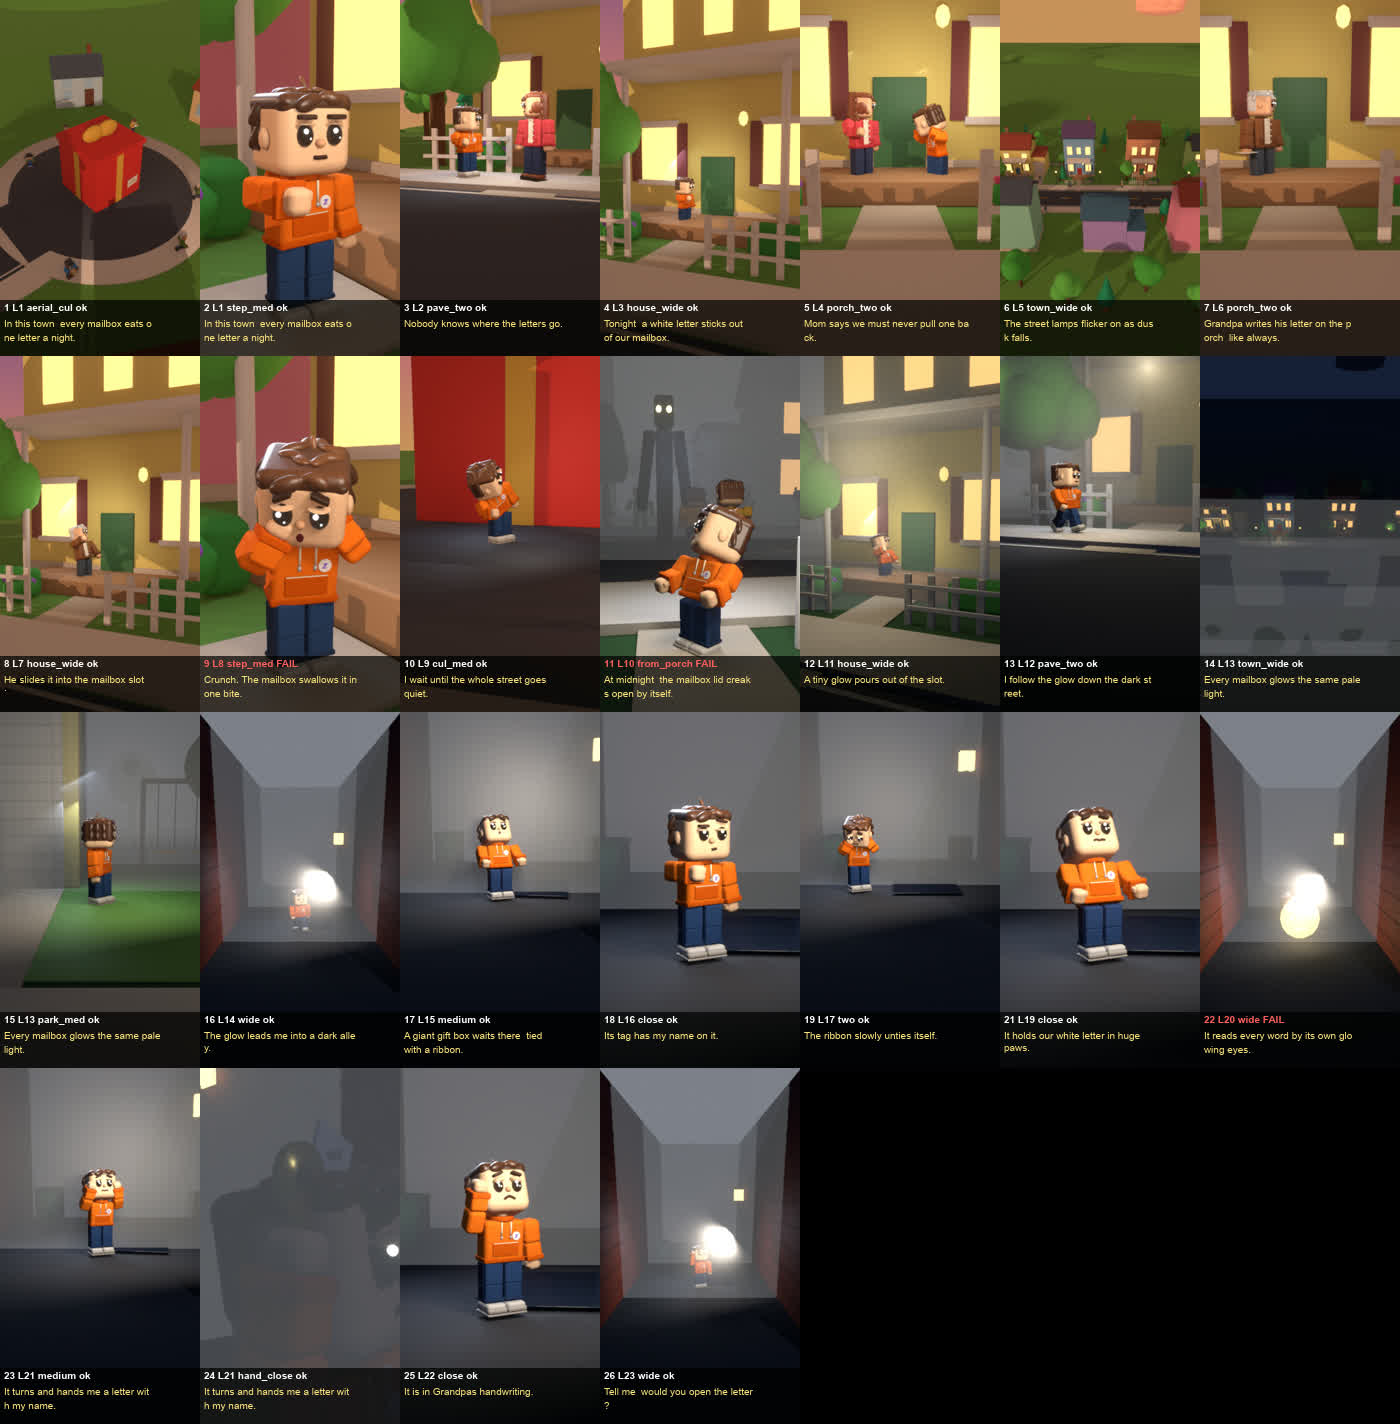 1 L1 aerial_cul ok
In this town  every mailbox eats o
ne letter a night.
2 L1 step_med ok
In this town  every mailbox eats o
ne letter a night.
3 L2 pave_two ok
Nobody knows where the letters go.
4 L3 house_wide ok
Tonight  a white letter sticks out
of our mailbox.
5 L4 porch_two ok
Mom says we must never pull one ba
ck.
6 L5 town_wide ok
The street lamps flicker on as dus
k falls.
7 L6 porch_two ok
Grandpa writes his letter on the p
orch  like always.
8 L7 house_wide ok
He slides it into the mailbox slot
.
9 L8 step_med FAIL
Crunch. The mailbox swallows it in
one bite.
10 L9 cul_med ok
I wait until the whole street goes
quiet.
11 L10 from_porch FAIL
At midnight  the mailbox lid creak
s open by itself.
12 L11 house_wide ok
A tiny glow pours out of the slot.
13 L12 pave_two ok
I follow the glow down the dark st
reet.
14 L13 town_wide ok
Every mailbox glows the same pale
light.
15 L13 park_med ok
Every mailbox glows the same pale
light.
16 L14 wide ok
The glow leads me into a dark alle
y.
17 L15 medium ok
A giant gift box waits there  tied
with a ribbon.
18 L16 close ok
Its tag has my name on it.
19 L17 two ok
The ribbon slowly unties itself.
21 L19 close ok
It holds our white letter in huge
paws.
22 L20 wide FAIL
It reads every word by its own glo
wing eyes.
23 L21 medium ok
It turns and hands me a letter wit
h my name.
24 L21 hand_close ok
It turns and hands me a letter wit
h my name.
25 L22 close ok
It is in Grandpas handwriting.
26 L23 wide ok
Tell me  would you open the letter
?